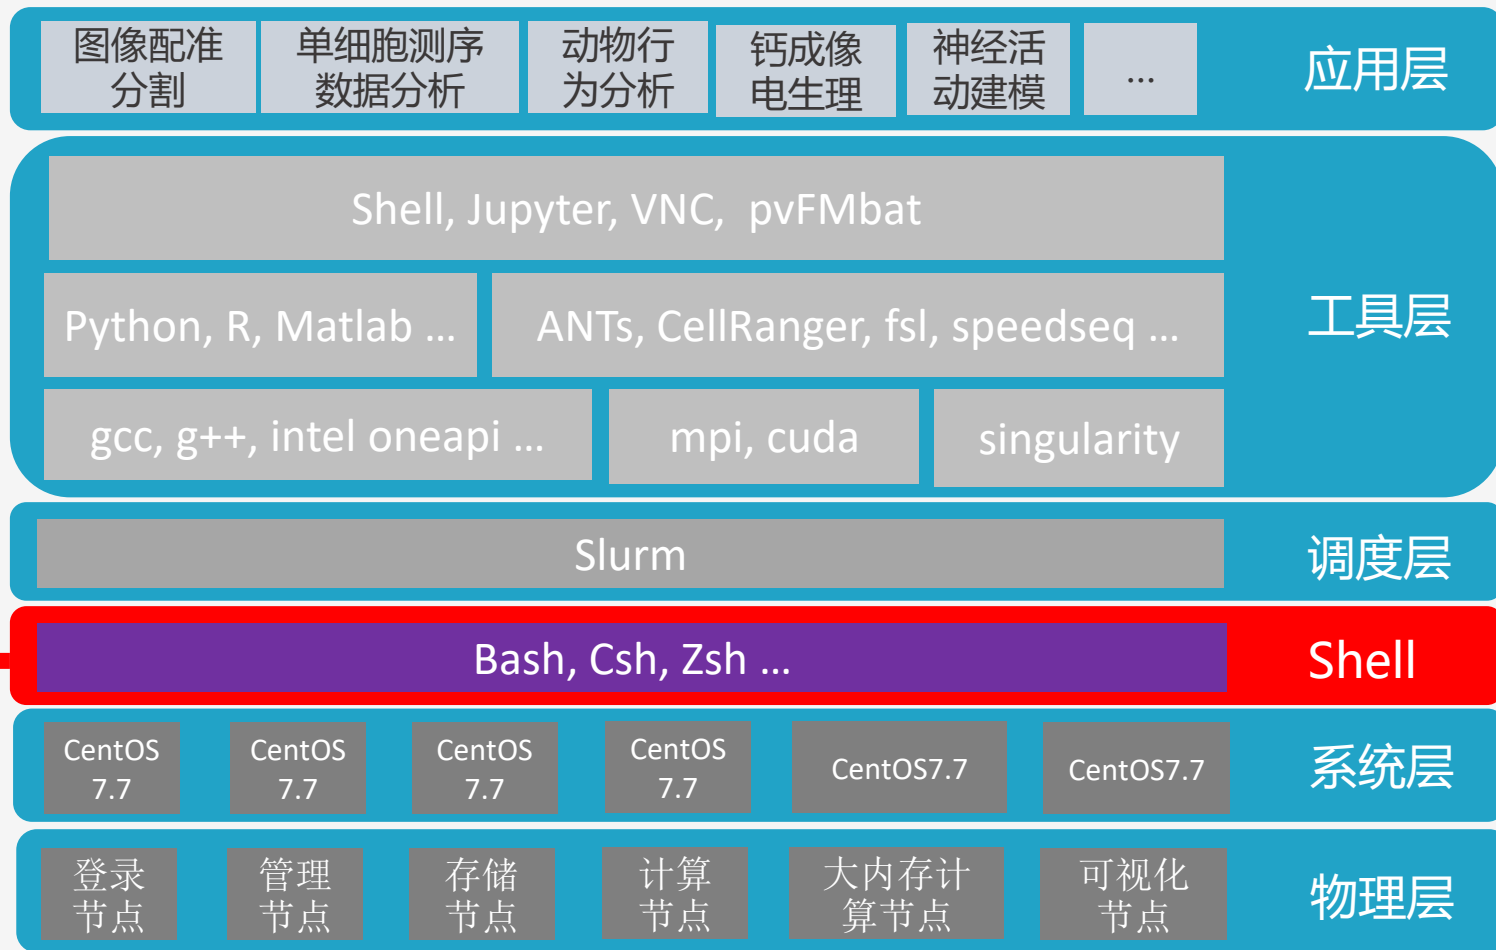 图像配准
分割
单细胞测序
数据分析
动物行
为分析
钙成像
电生理
神经活
动建模
...
应用层
Shell, Jupyter, VNC, pvFMbat
Python, R, Matlab ...
ANTs, CellRanger, fsl, speedseq ...
工具层
gcc, g++, intel oneapi ...
mpi, cuda
singularity
Slurm
调度层
Bash, Csh, Zsh ...
Shell
CentOS
7.7
CentOS
7.7
CentOS
7.7
CentOS
7.7
CentOS7.7
CentOS7.7
系统层
登录
节点
管理
节点
存储
节点
计算
节点
大内存计
算节点
可视化
节点
物理层